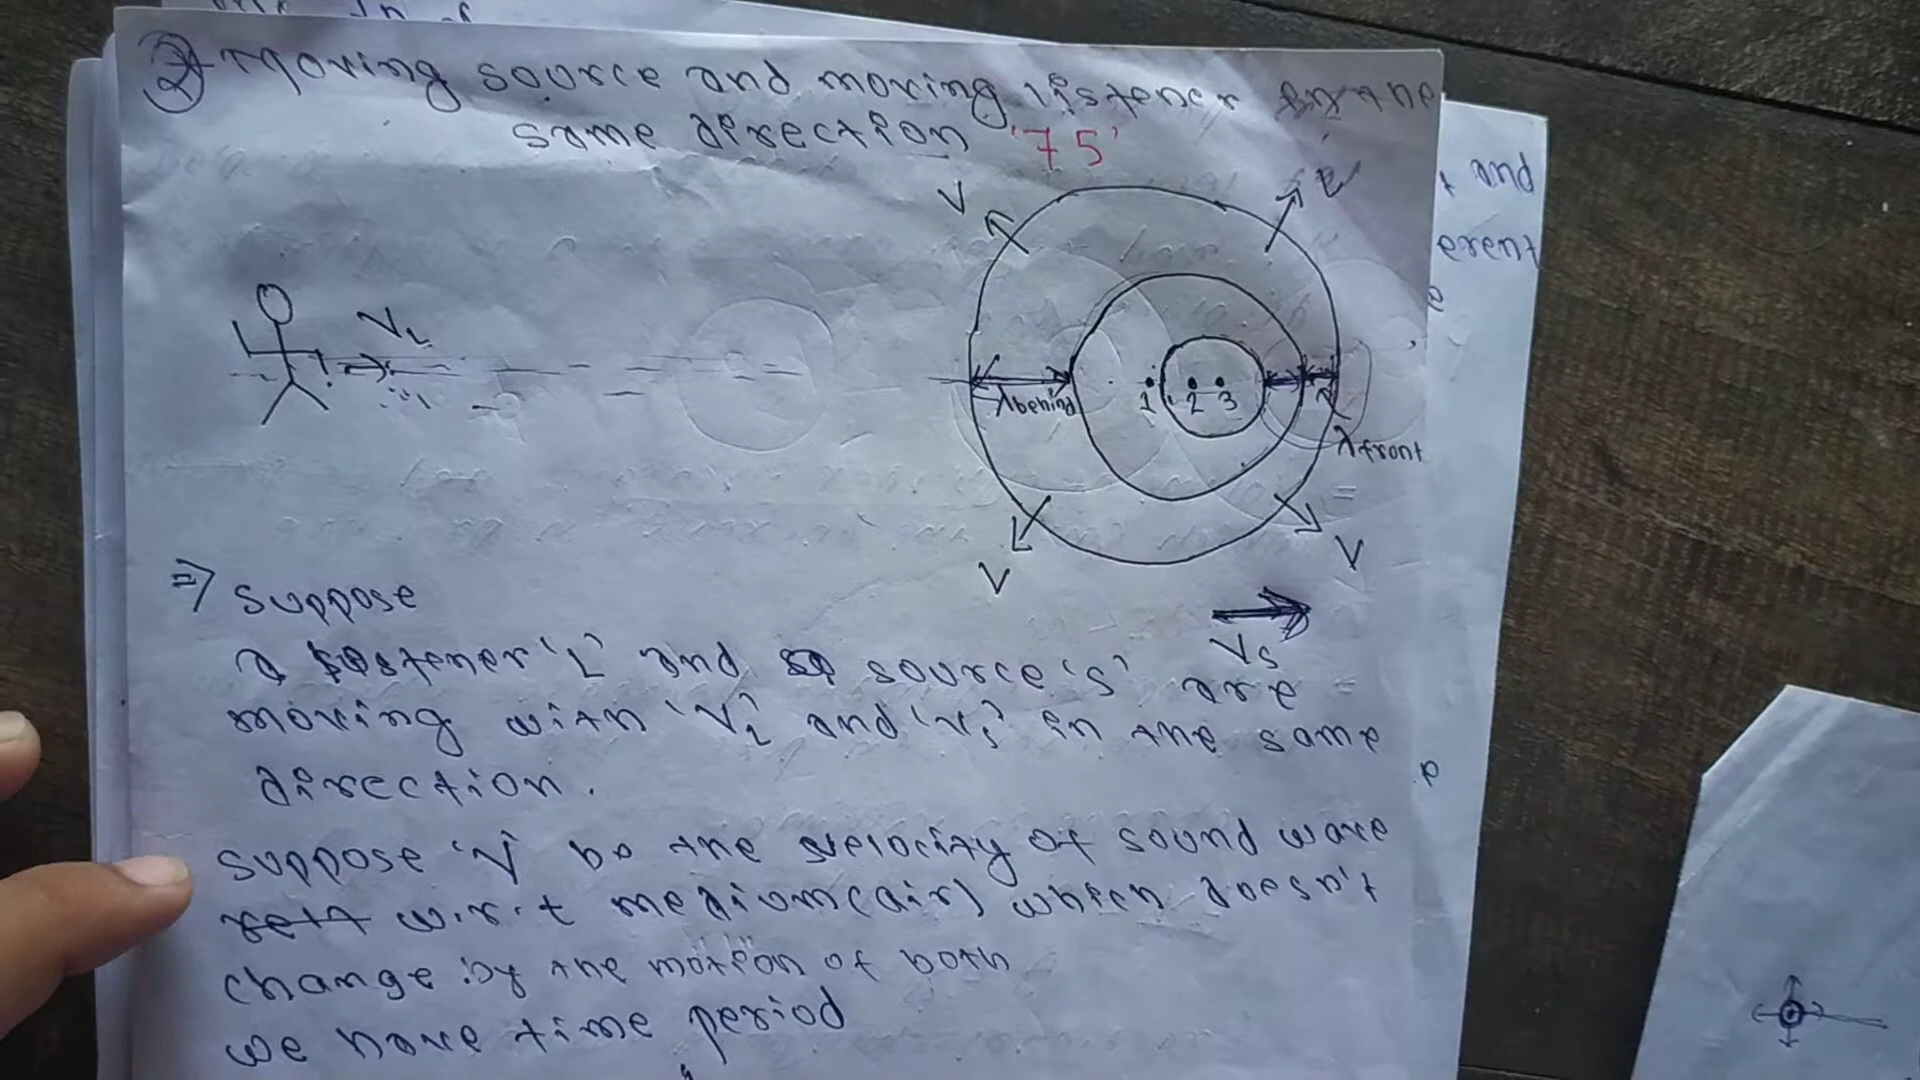 2 Moving source and moving listener in the
same direction '75'
V
V
VL
λbehind
1 2 3
λfront
V
V
VS
⇒ suppose
a listener 'L' and source 's' are
moving with 'VL' and 'Vs' in the same
direction.
suppose 'V' be the velocity of sound wave
w.r.t medium (air) which doesn't
change by the motion of both
we have time period
t and
erent
e
p